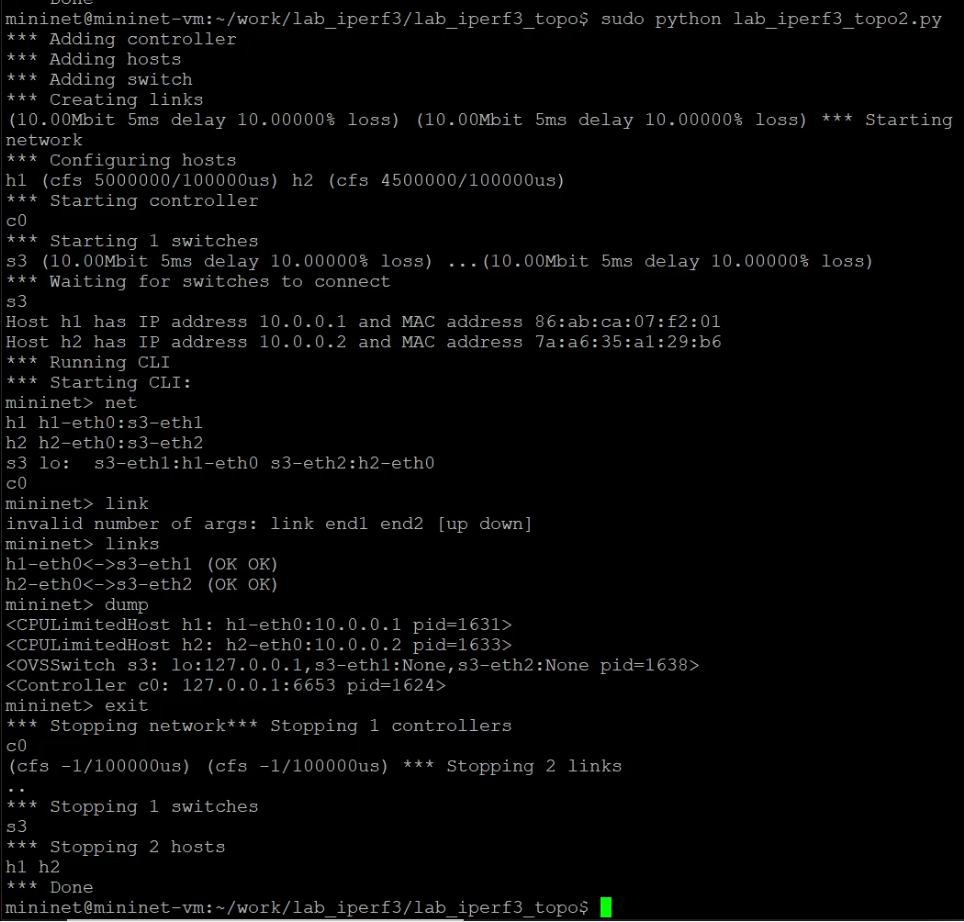 Done
mininet@mininet-vm:~/work/lab_iperf3/lab_iperf3_topo$ sudo python lab_iperf3_topo2.py
*** Adding controller
*** Adding hosts
*** Adding switch
*** Creating links
(10.00Mbit 5ms delay 10.00000% loss) (10.00Mbit 5ms delay 10.00000% loss) *** Starting
network
*** Configuring hosts
h1 (cfs 5000000/100000us) h2 (cfs 4500000/100000us)
*** Starting controller
c0
*** Starting 1 switches
s3 (10.00Mbit 5ms delay 10.00000% loss) ...(10.00Mbit 5ms delay 10.00000% loss)
*** Waiting for switches to connect
s3
Host h1 has IP address 10.0.0.1 and MAC address 86:ab:ca:07:f2:01
Host h2 has IP address 10.0.0.2 and MAC address 7a:a6:35:a1:29:b6
*** Running CLI
*** Starting CLI:
mininet> net
h1 h1-eth0:s3-eth1
h2 h2-eth0:s3-eth2
s3 lo:  s3-eth1:h1-eth0 s3-eth2:h2-eth0
c0
mininet> link
invalid number of args: link end1 end2 [up down]
mininet> links
h1-eth0<->s3-eth1 (OK OK)
h2-eth0<->s3-eth2 (OK OK)
mininet> dump
<CPULimitedHost h1: h1-eth0:10.0.0.1 pid=1631>
<CPULimitedHost h2: h2-eth0:10.0.0.2 pid=1633>
<OVSSwitch s3: lo:127.0.0.1,s3-eth1:None,s3-eth2:None pid=1638>
<Controller c0: 127.0.0.1:6653 pid=1624>
mininet> exit
*** Stopping network*** Stopping 1 controllers
c0
(cfs -1/100000us) (cfs -1/100000us) *** Stopping 2 links
..
*** Stopping 1 switches
s3
*** Stopping 2 hosts
h1 h2
*** Done
mininet@mininet-vm:~/work/lab_iperf3/lab_iperf3_topo$